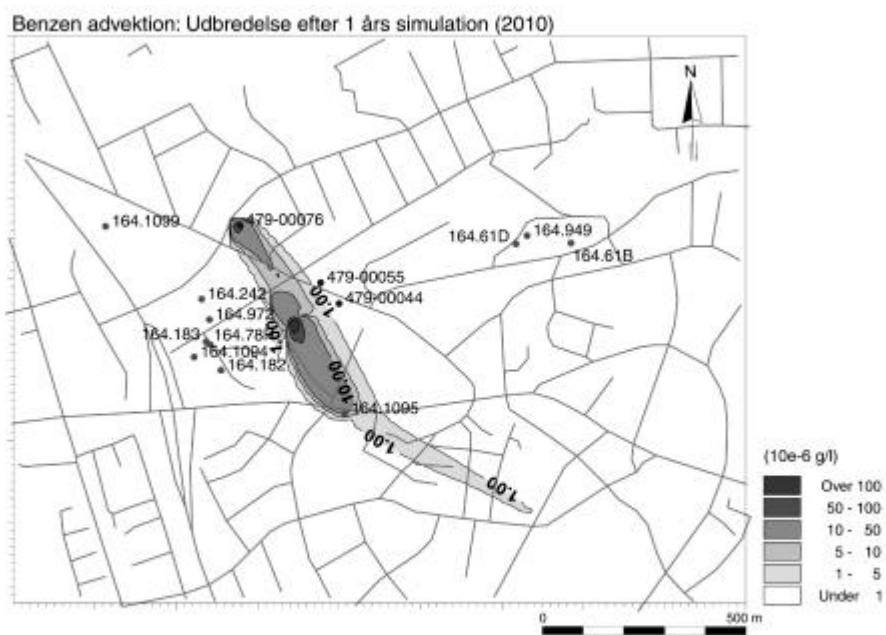 Benzen advektion: Udbredelse efter 1 års simulation (2010)
N
164.1099
479-00076
164.949
164.61D
164.61B
479-00055
1.00
479-00044
164.242
164.972
1.00
164.183
164.1094
164.182
10.00
164.1095
1.00
1.00
(10e-6 g/l)
Over 100
50 - 100
10 - 50
5 - 10
1 - 5
Under 1
0 500 m